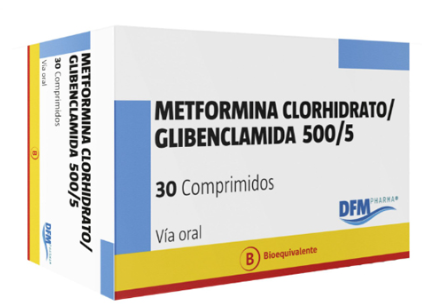 METFORMINA CLORHIDRATO/
GLIBENCLAMIDA 500/5
30 Comprimidos
Vía oral
DFM PHARMA
B Bioequivalente
METFORMINA CLORHIDRATO/
GLIBENCLAMIDA 500/5
30 Comprimidos
Vía oral
B
DFM